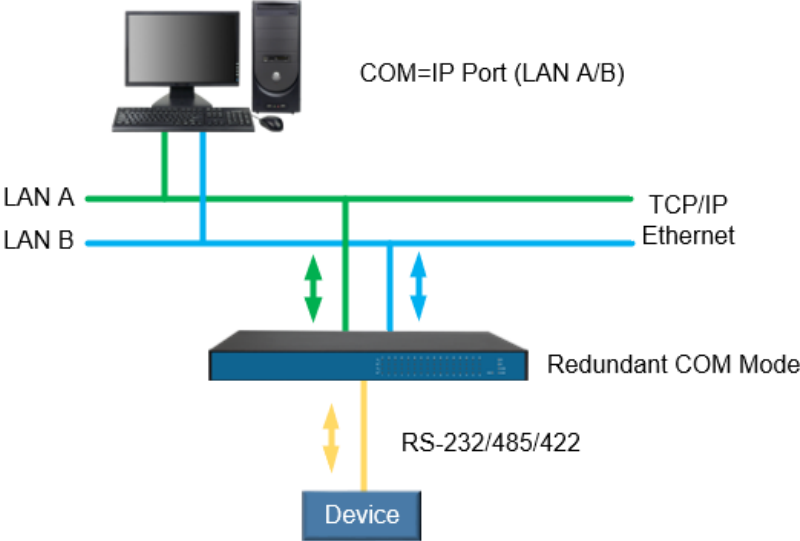 COM=IP Port (LAN A/B)
LAN A
LAN B
TCP/IP
Ethernet
Redundant COM Mode
RS-232/485/422
Device